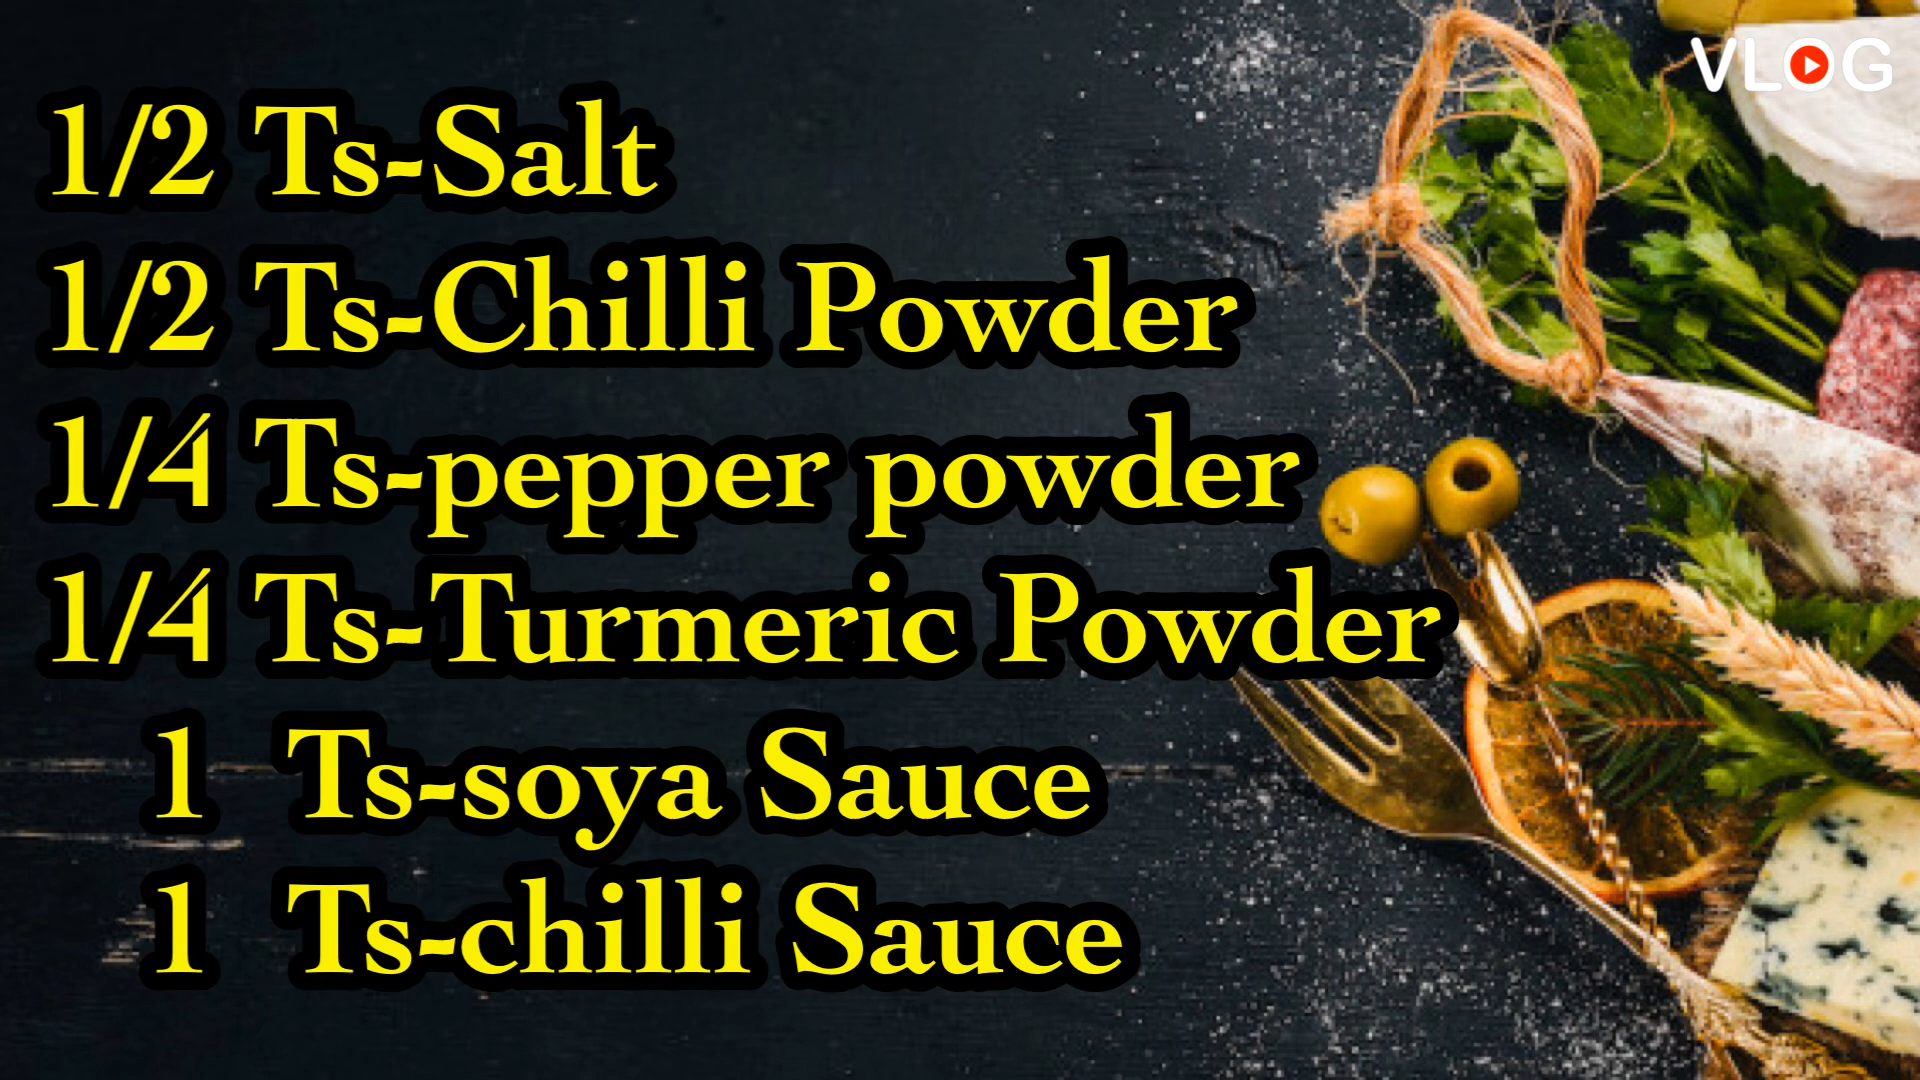 VLOG
1/2 Ts-Salt
1/2 Ts-Chilli Powder
1/4 Ts-pepper powder
1/4 Ts-Turmeric Powder
1 Ts-soya Sauce
1 Ts-chilli Sauce